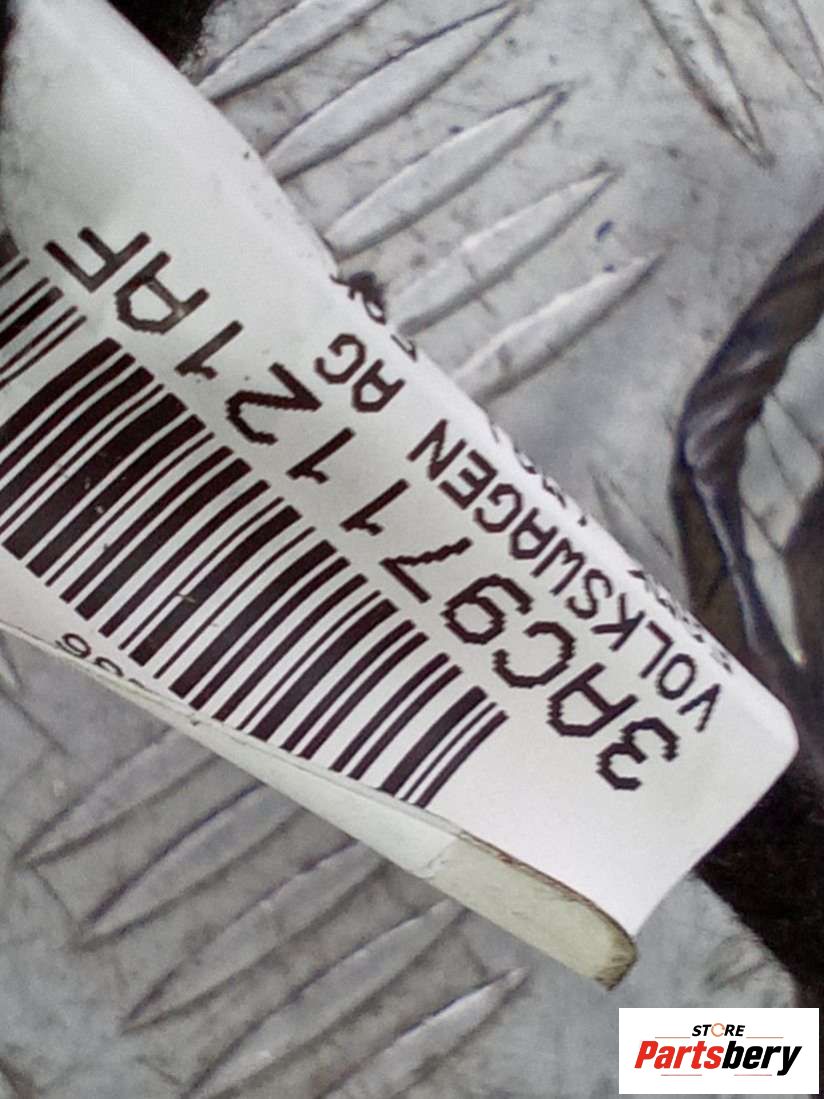 VOLKSWAGEN AG
3AC971121AF
STORE
Partsbery